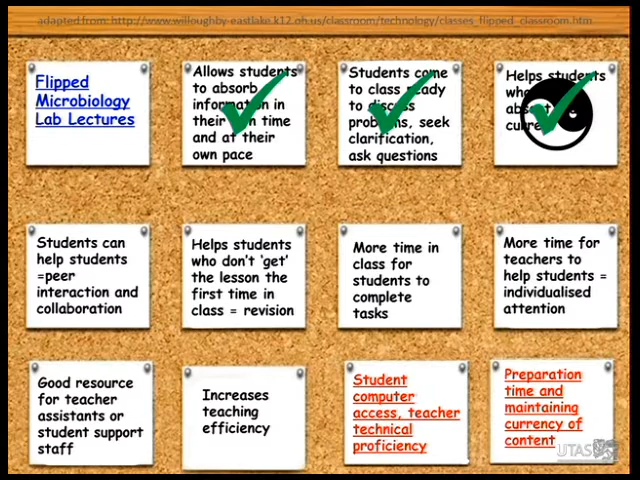 adapted from: http://www.willoughby-eastlake.k12.oh.us/classroom/technology/classes_flipped_classroom.htm
Flipped
Microbiology
Lab Lectures
Allows students
to absorb
information in
their own time
and at their
own pace
Students come
to class ready
to discuss
problems, seek
clarification,
ask questions
Helps students
who
absent
Students can
help students
=peer
interaction and
collaboration
Helps students
who don't 'get'
the lesson the
first time in
class = revision
More time in
class for
students to
complete
tasks
More time for
teachers to
help students =
individualised
attention
Good resource
for teacher
assistants or
student support
staff
Increases
teaching
efficiency
Student
computer
access, teacher
technical
proficiency
Preparation
time and
maintaining
currency of
content
UTAS